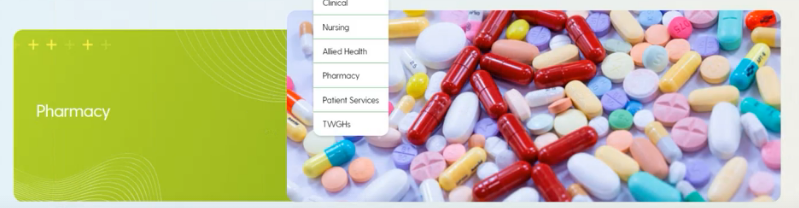 Clinical
Nursing
Allied Health
Pharmacy
Patient Services
TWGHs
Pharmacy